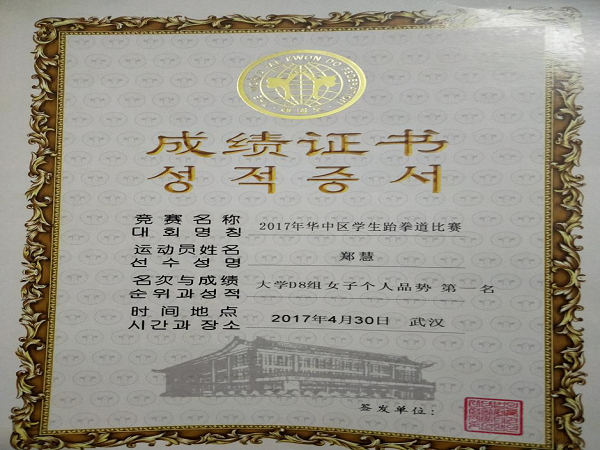 成绩证书
성적증서
竞赛名称
대회명칭
2017年华中区学生跆拳道比赛
运动员姓名
선수성명
郑慧
名次与成绩
순위과성적
大学D8组女子个人品势 第一名
时间地点
시간과장소
2017年4月30日 武汉
签发单位：